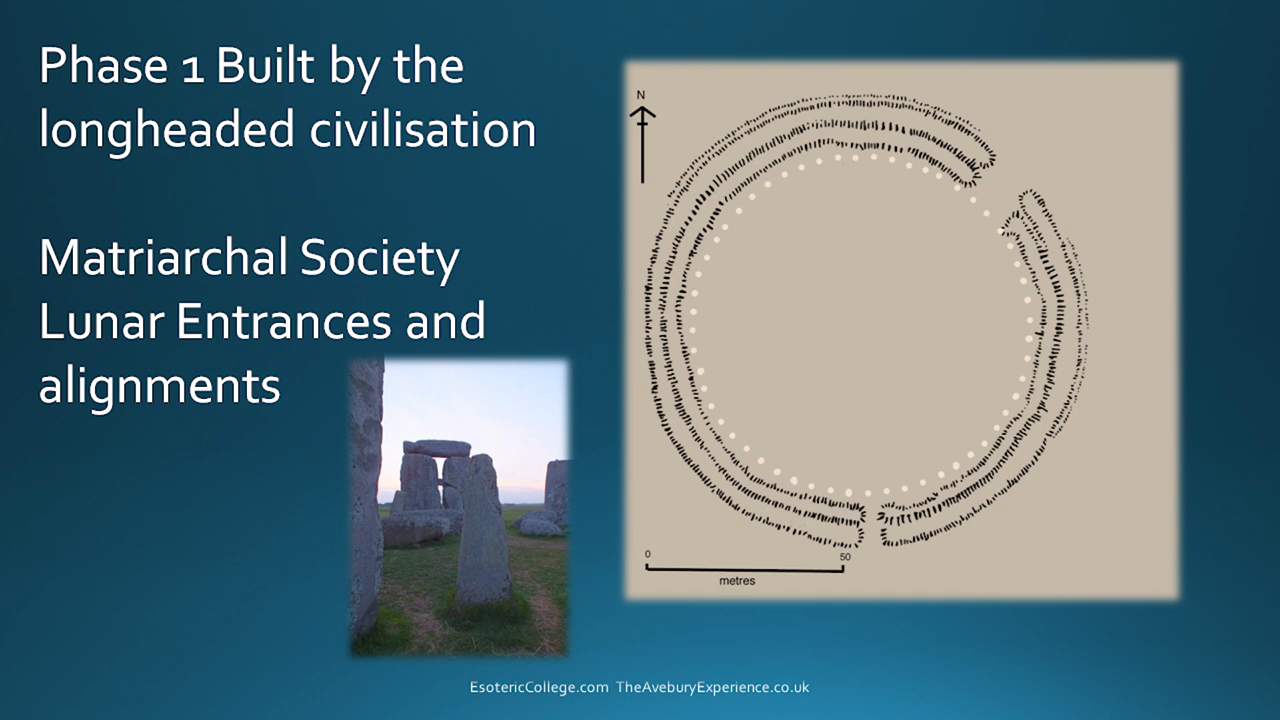 Phase 1 Built by the
longheaded civilisation
Matriarchal Society
Lunar Entrances and
alignments
N
0 50
metres
EsotericCollege.com TheAveburyExperience.co.uk